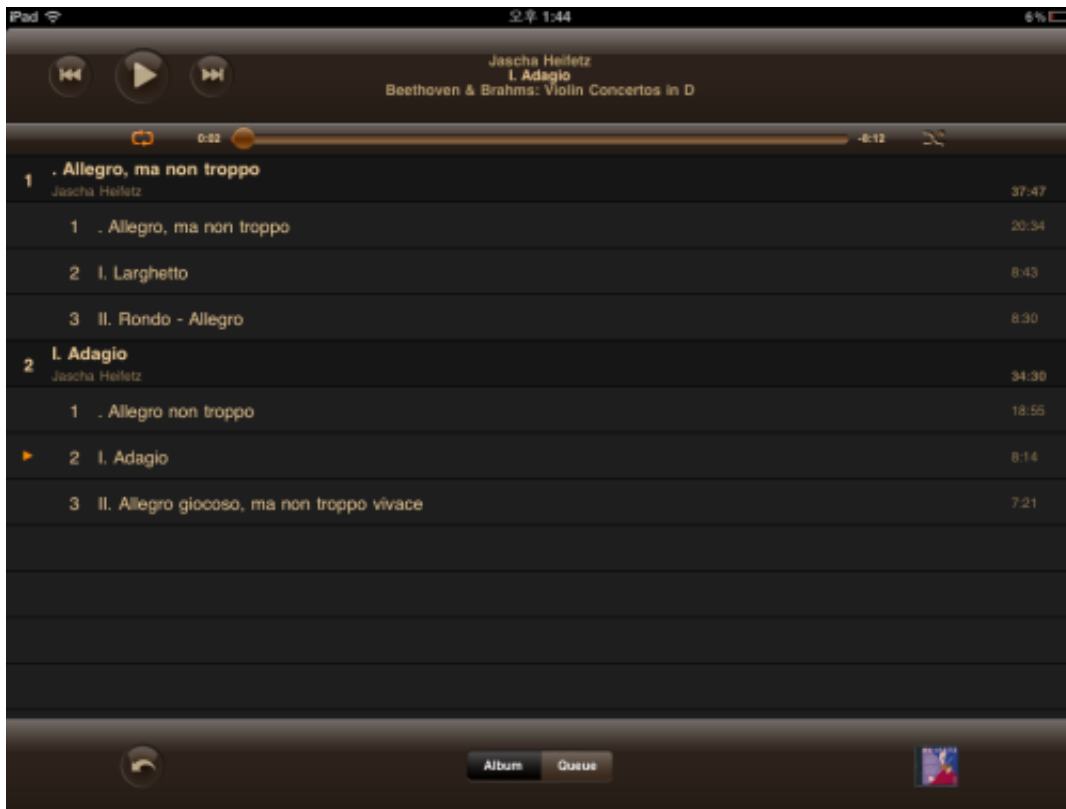 iPad 오후 1:44 6%
Jascha Heifetz
I. Adagio
Beethoven & Brahms: Violin Concertos in D
0:02 -8:12
1 . Allegro, ma non troppo
Jascha Heifetz 37:47
1 . Allegro, ma non troppo 20:34
2 I. Larghetto 8:43
3 II. Rondo - Allegro 8:30
2 I. Adagio
Jascha Heifetz 34:30
1 . Allegro non troppo 18:55
2 I. Adagio 8:14
3 II. Allegro giocoso, ma non troppo vivace 7:21
Album Queue